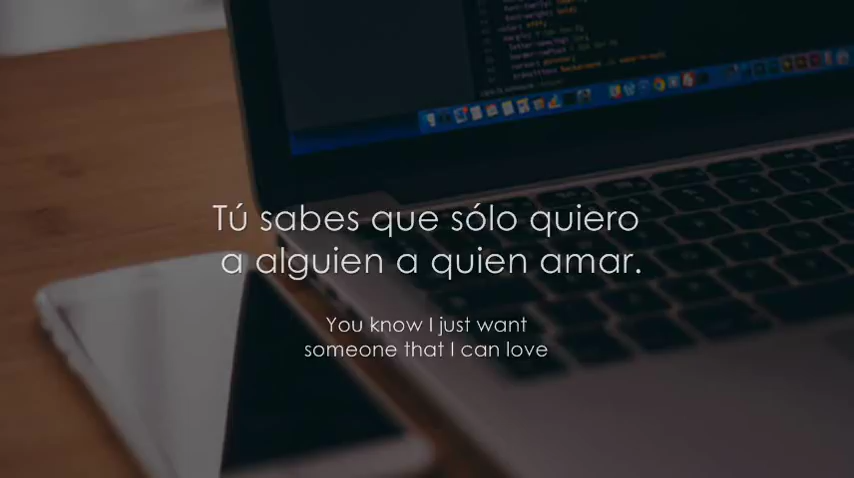 Tú sabes que sólo quiero
a alguien a quien amar.
You know I just want
someone that I can love